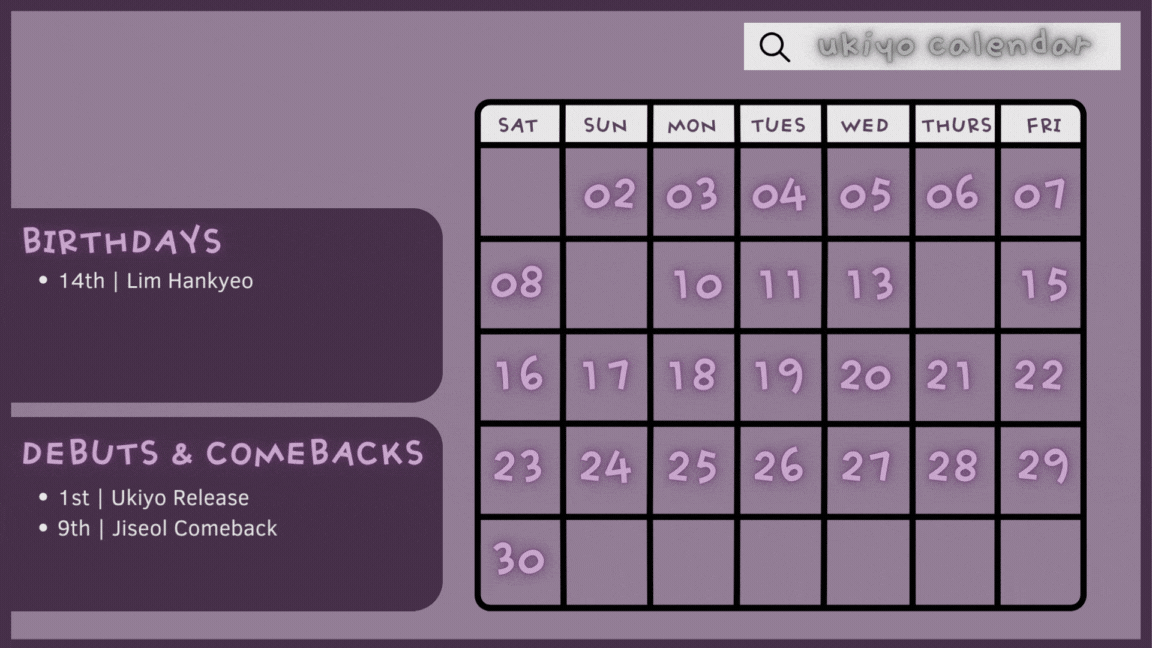 ukiyo calendar
SAT SUN MON TUES WED THURS FRI
02 03 04 05 06 07
08 10 11 13 15
16 17 18 19 20 21 22
23 24 25 26 27 28 29
30
BIRTHDAYS
• 14th | Lim Hankyeo
DEBUTS & COMEBACKS
• 1st | Ukiyo Release
• 9th | Jiseol Comeback